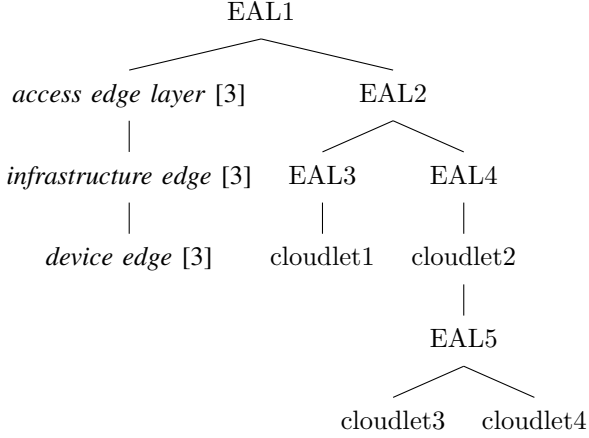 EAL1
access edge layer [3] EAL2
infrastructure edge [3] EAL3 EAL4
device edge [3] cloudlet1 cloudlet2
EAL5
cloudlet3 cloudlet4